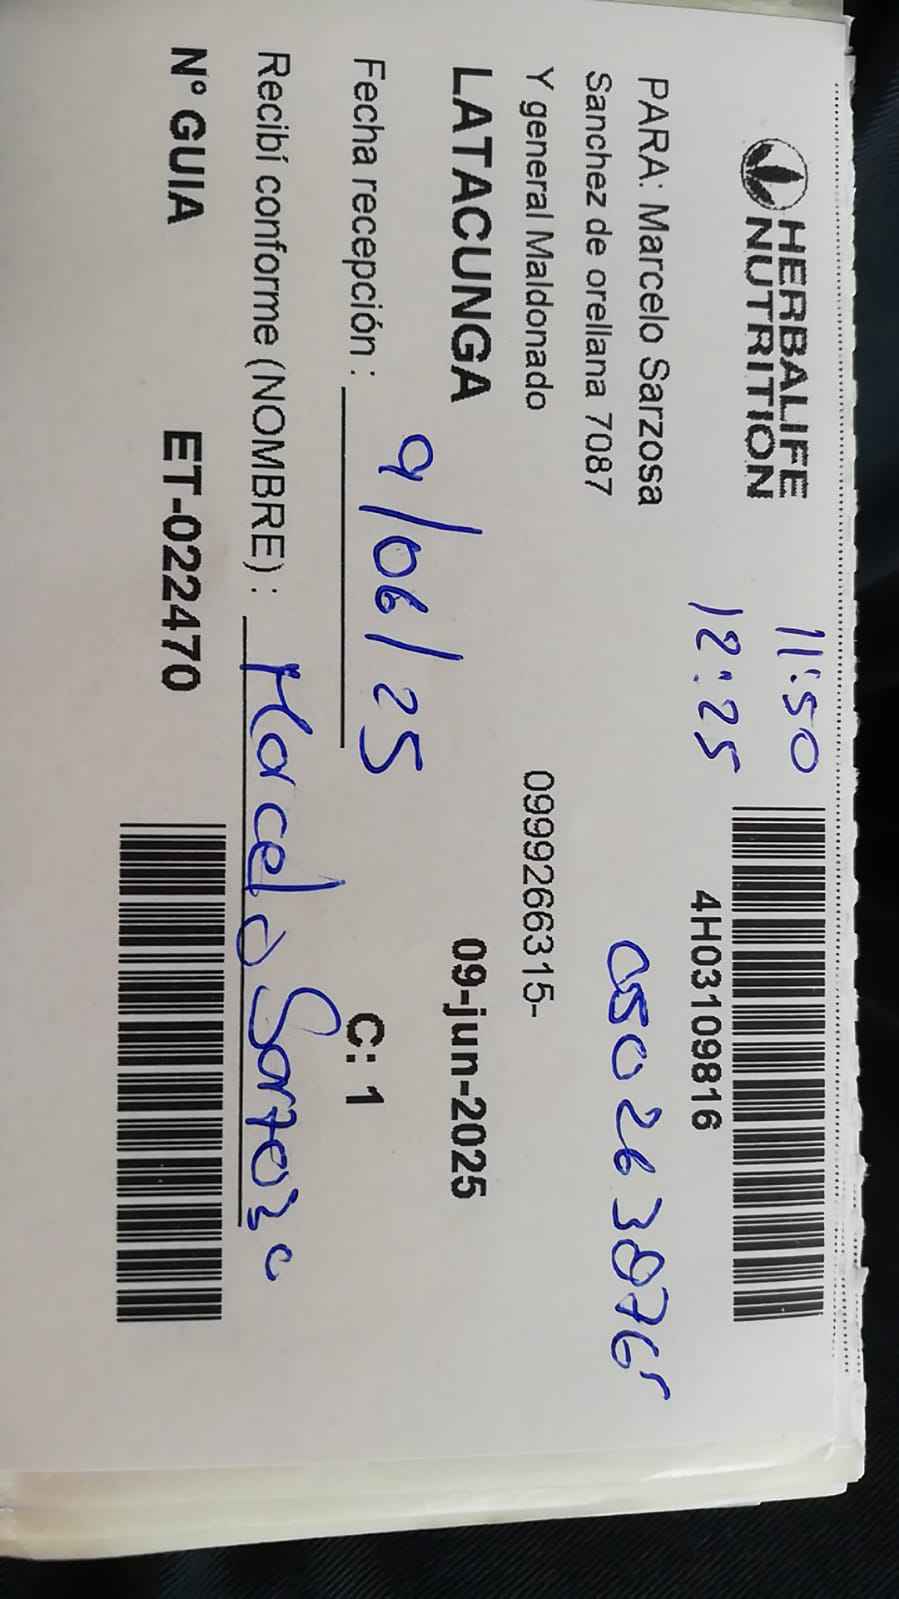 HERBALIFE
NUTRITION
11:50
12:25
4H03109816
PARA: Marcelo Sarzosa
Sanchez de orellana 7087
Y general Maldonado
0999266315-
LATACUNGA
09-jun-2025
Fecha recepción :
9/06/25
C: 1
Recibí conforme (NOMBRE) : Marcelo Sarzosa
N° GUIA
ET-022470